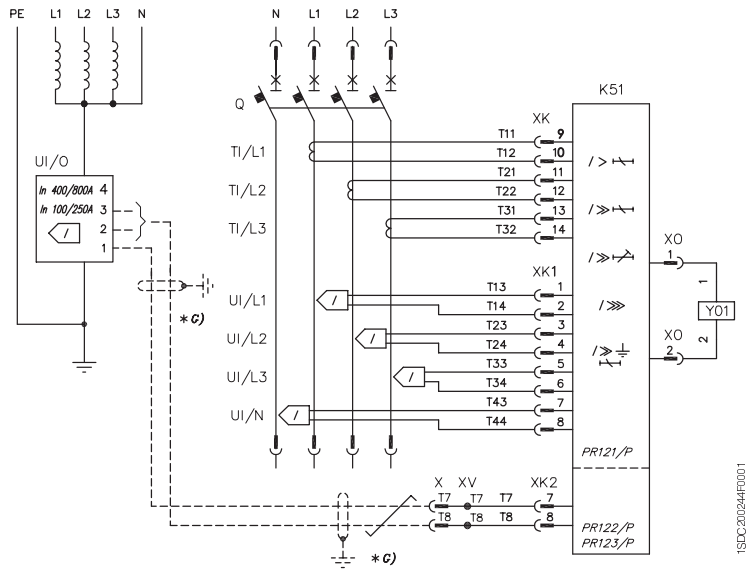 PE L1 L2 L3 N
N L1 L2 L3
K51
Q
XK
UI/O
In 400/800A 4
In 100/250A 3
2
1
/
*G)
TI/L1
T11 9
T12 10
TI/L2
T21 11
T22 12
TI/L3
T31 13
T32 14
XK1
UI/L1
/
T13 1
T14 2
UI/L2
/
T23 3
T24 4
UI/L3
/
T33 5
T34 6
UI/N
/
T43 7
T44 8
/>
/≫
/≫
/⋙
/≫
XO
1
1
YO1
2
XO
2
PR121/P
X XV XK2
T7 T7 T7 7
T8 T8 T8 8
*G)
PR122/P
PR123/P
1SDC200244F0001